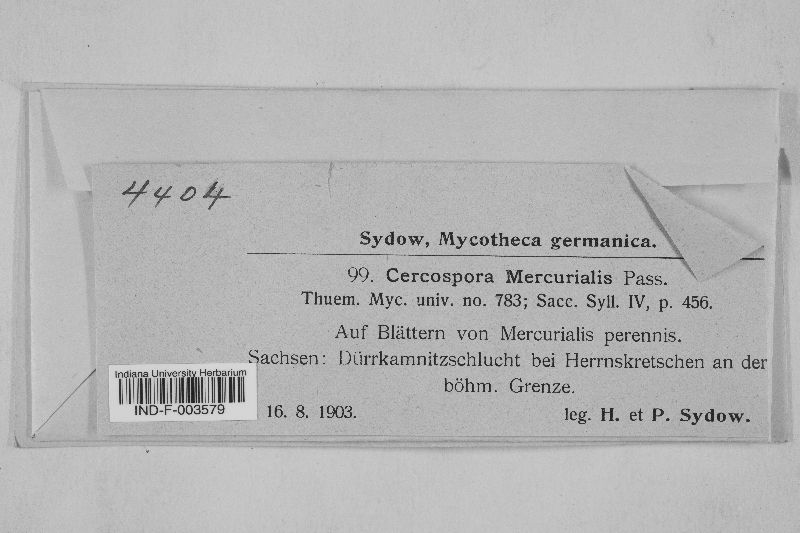 4404
Sydow, Mycotheca germanica.
99. Cercospora Mercurialis Pass.
Thuem. Myc. univ. no. 783; Sacc. Syll. IV, p. 456.
Auf Blättern von Mercurialis perennis.
Sachsen: Dürrkamnitzschlucht bei Herrnskretschen an der
böhm. Grenze.
Indiana University Herbarium
IND-F-003579
16. 8. 1903.
leg. H. et P. Sydow.